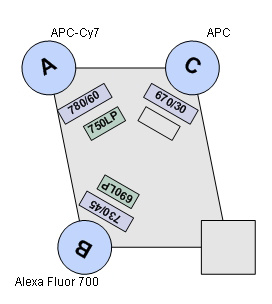 APC-Cy7
APC
A
C
780/60
670/30
750LP
690LP
730/45
B
Alexa Fluor 700